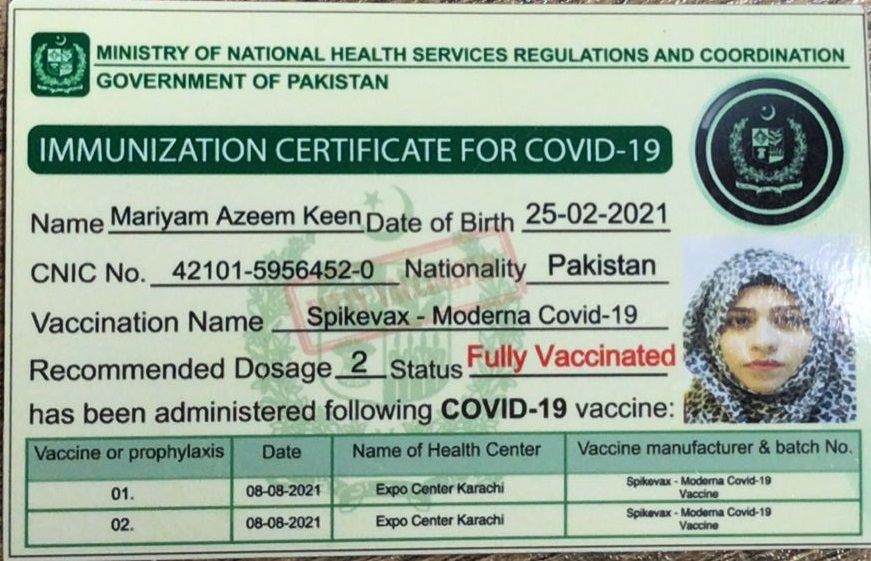 MINISTRY OF NATIONAL HEALTH SERVICES REGULATIONS AND COORDINATION
GOVERNMENT OF PAKISTAN
IMMUNIZATION CERTIFICATE FOR COVID-19
Name Mariyam Azeem Keen Date of Birth 25-02-2021
CNIC No. 42101-5956452-0 Nationality Pakistan
Vaccination Name Spikevax - Moderna Covid-19
Recommended Dosage 2 Status Fully Vaccinated
has been administered following COVID-19 vaccine:
Vaccine or prophylaxis Date Name of Health Center Vaccine manufacturer & batch No.
01. 08-08-2021 Expo Center Karachi Spikevax - Moderna Covid-19
Vaccine
02. 08-08-2021 Expo Center Karachi Spikevax - Moderna Covid-19
Vaccine